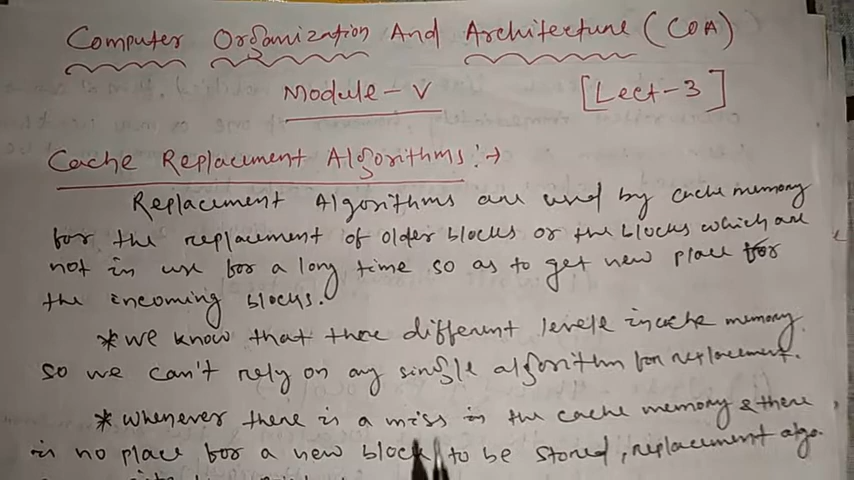 Computer Organization And Architecture (COA)
Module - V [Lect-3]
Cache Replacement Algorithms :→
Replacement Algorithms are used by cache memory
for the replacement of older blocks or the blocks which are
not in use for a long time so as to get new place for
the incoming blocks.
*we know that thre different levels in cache memory
so we can't rely on any single algorithm for replacement.
*whenever there is a miss in the cache memory & there
is no place for a new block to be stored, replacement algo.